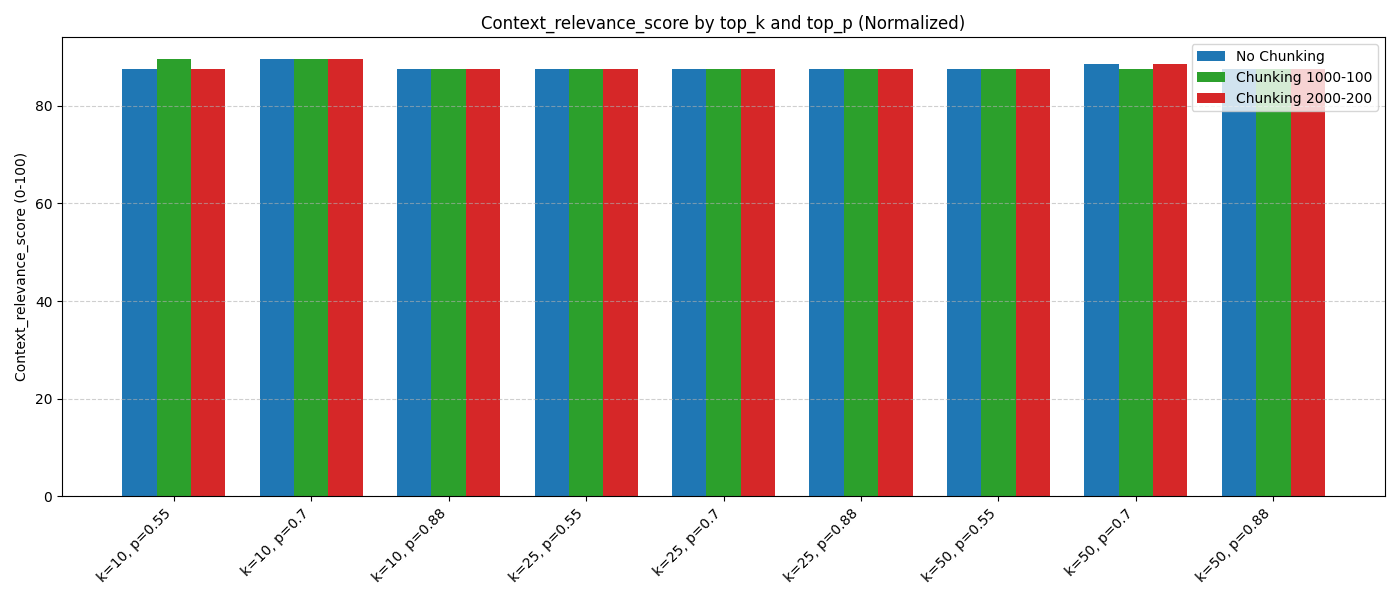 Context_relevance_score by top_k and top_p (Normalized)
No Chunking
Chunking 1000-100
Chunking 2000-200
Context_relevance_score (0-100)
80
60
40
20
0
k=10, p=0.55
k=10, p=0.7
k=10, p=0.88
k=25, p=0.55
k=25, p=0.7
k=25, p=0.88
k=50, p=0.55
k=50, p=0.7
k=50, p=0.88